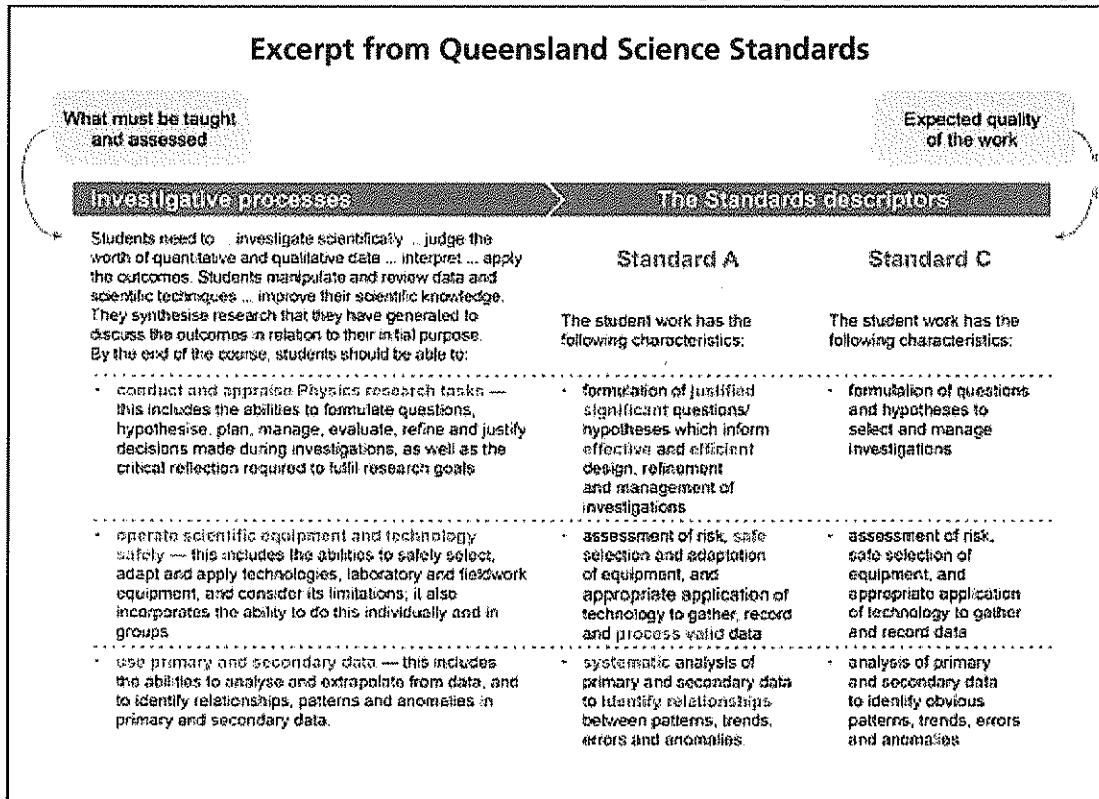 Excerpt from Queensland Science Standards
What must be taught
and assessed
Expected quality
of the work
Investigative processes
The Standards descriptors
Students need to ... investigate scientifically ... judge the
worth of quantitative and qualitative data ... interpret ... apply
the outcomes. Students manipulate and review data and
scientific techniques ... improve their scientific knowledge.
They synthesise research that they have generated to
discuss the outcomes in relation to their initial purpose.
By the end of the course, students should be able to:
Standard A
The student work has the
following characteristics:
Standard C
The student work has the
following characteristics:
• conduct and appraise Physics research tasks —
this includes the abilities to formulate questions,
hypothesise, plan, manage, evaluate, refine and justify
decisions made during investigations, as well as the
critical reflection required to fulfil research goals
• formulation of justified
significant questions/
hypotheses which inform
effective and efficient
design, refinement
and management of
investigations
• formulation of questions
and hypotheses to
select and manage
investigations
• operate scientific equipment and technology
safely — this includes the abilities to safely select,
adapt and apply technologies, laboratory and fieldwork
equipment, and consider its limitations; it also
incorporates the ability to do this individually and in
groups
• assessment of risk, safe
selection and adaptation
of equipment, and
appropriate application of
technology to gather, record
and process valid data
• assessment of risk,
safe selection of
equipment, and
appropriate application
of technology to gather
and record data
• use primary and secondary data — this includes
the abilities to analyse and extrapolate from data, and
to identify relationships, patterns and anomalies in
primary and secondary data.
• systematic analysis of
primary and secondary data
to identify relationships
between patterns, trends,
errors and anomalies.
• analysis of primary
and secondary data
to identify obvious
patterns, trends, errors
and anomalies